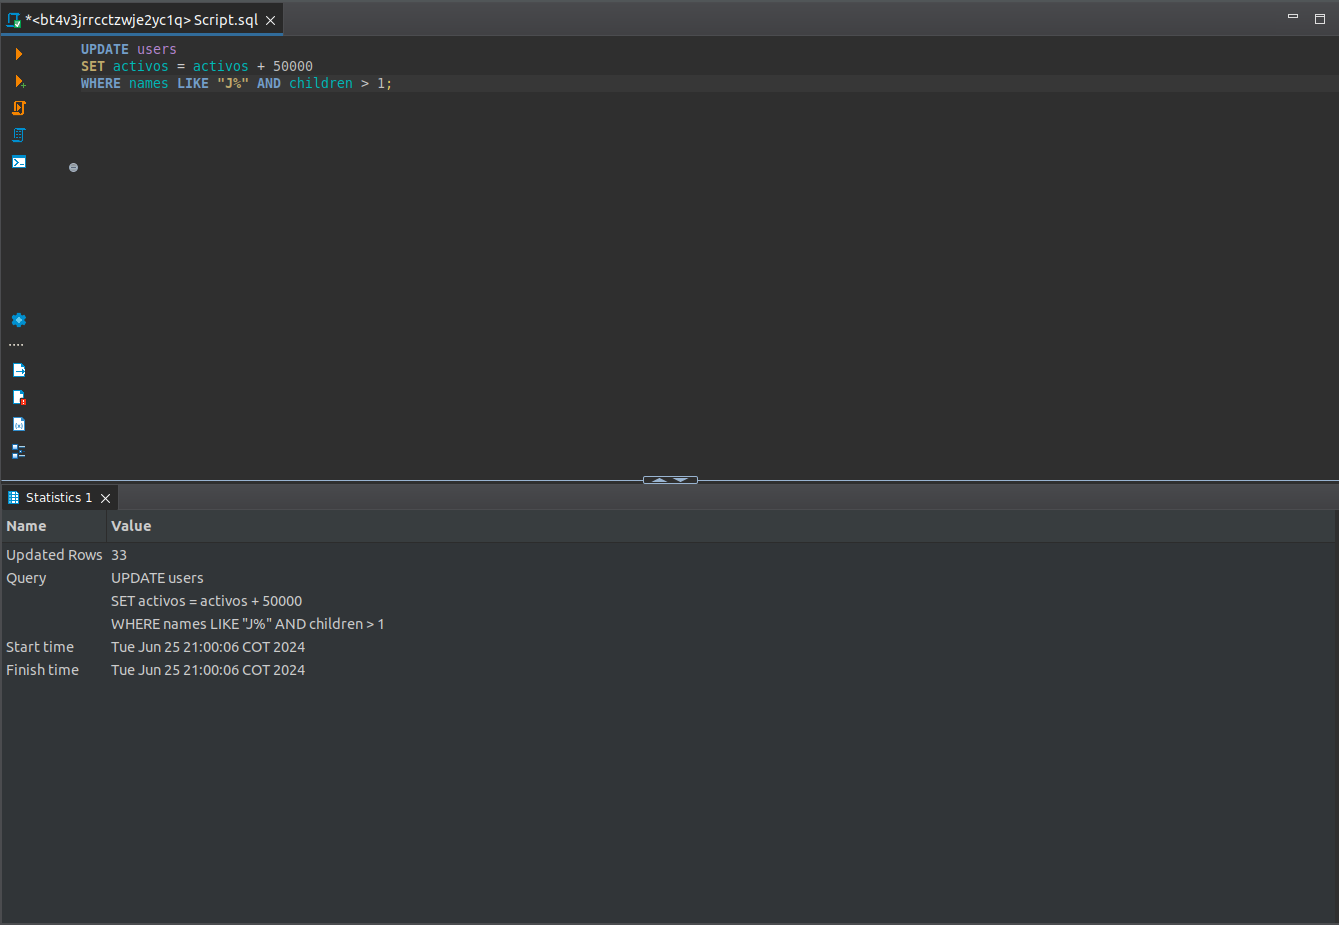 *<bt4v3jrrcctzwje2yc1q> Script.sql
UPDATE users
SET activos = activos + 50000
WHERE names LIKE "J%" AND children > 1;
Statistics 1
Name Value
Updated Rows 33
Query UPDATE users
SET activos = activos + 50000
WHERE names LIKE "J%" AND children > 1
Start time Tue Jun 25 21:00:06 COT 2024
Finish time Tue Jun 25 21:00:06 COT 2024